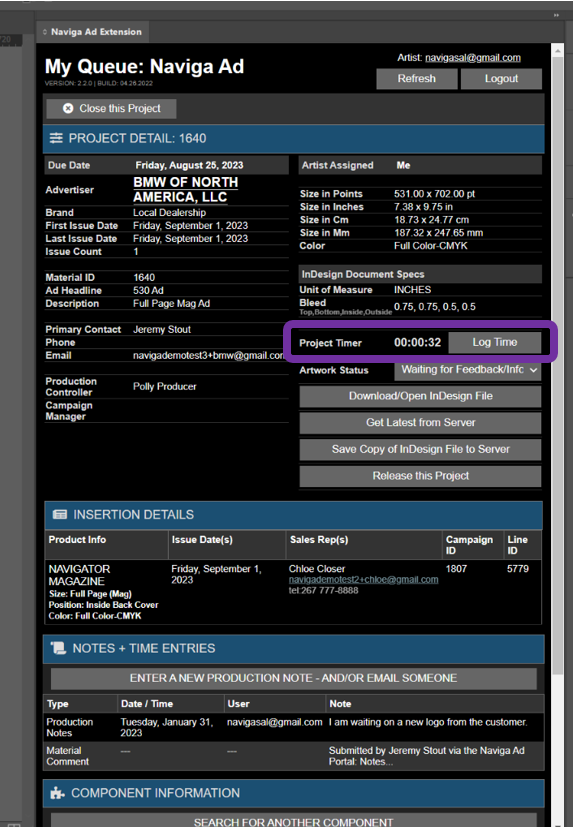 Naviga Ad Extension
My Queue: Naviga Ad
VERSION: 2.2.0 | BUILD: 04.26.2022
Artist: navigasal@gmail.com
Refresh
Logout
Close this Project
PROJECT DETAIL: 1640
Due Date Friday, August 25, 2023
Advertiser BMW OF NORTH
AMERICA, LLC
Brand Local Dealership
First Issue Date Friday, September 1, 2023
Last Issue Date Friday, September 1, 2023
Issue Count 1
Material ID 1640
Ad Headline 530 Ad
Description Full Page Mag Ad
Primary Contact Jeremy Stout
Phone
Email navigademotest3+bmw@gmail.com
Production
Controller Polly Producer
Campaign
Manager
Artist Assigned Me
Size in Points 531.00 x 702.00 pt
Size in Inches 7.38 x 9.75 in
Size in Cm 18.73 x 24.77 cm
Size in Mm 187.32 x 247.65 mm
Color Full Color-CMYK
InDesign Document Specs
Unit of Measure INCHES
Bleed
Top,Bottom,Inside,Outside 0.75, 0.75, 0.5, 0.5
Project Timer 00:00:32 Log Time
Artwork Status Waiting for Feedback/Info
Download/Open InDesign File
Get Latest from Server
Save Copy of InDesign File to Server
Release this Project
INSERTION DETAILS
Product Info Issue Date(s) Sales Rep(s) Campaign ID Line ID
NAVIGATOR
MAGAZINE
Size: Full Page (Mag)
Position: Inside Back Cover
Color: Full Color-CMYK
Friday, September 1,
2023
Chloe Closer
navigademotest2+chloe@gmail.com
tel:267 777-8888
1807
5779
NOTES + TIME ENTRIES
ENTER A NEW PRODUCTION NOTE - AND/OR EMAIL SOMEONE
Type Date / Time User Note
Production
Notes
Tuesday, January 31,
2023
navigasal@gmail.com
I am waiting on a new logo from the customer.
Material
Comment
—
—
Submitted by Jeremy Stout via the Naviga Ad
Portal: Notes...
COMPONENT INFORMATION
SEARCH FOR ANOTHER COMPONENT